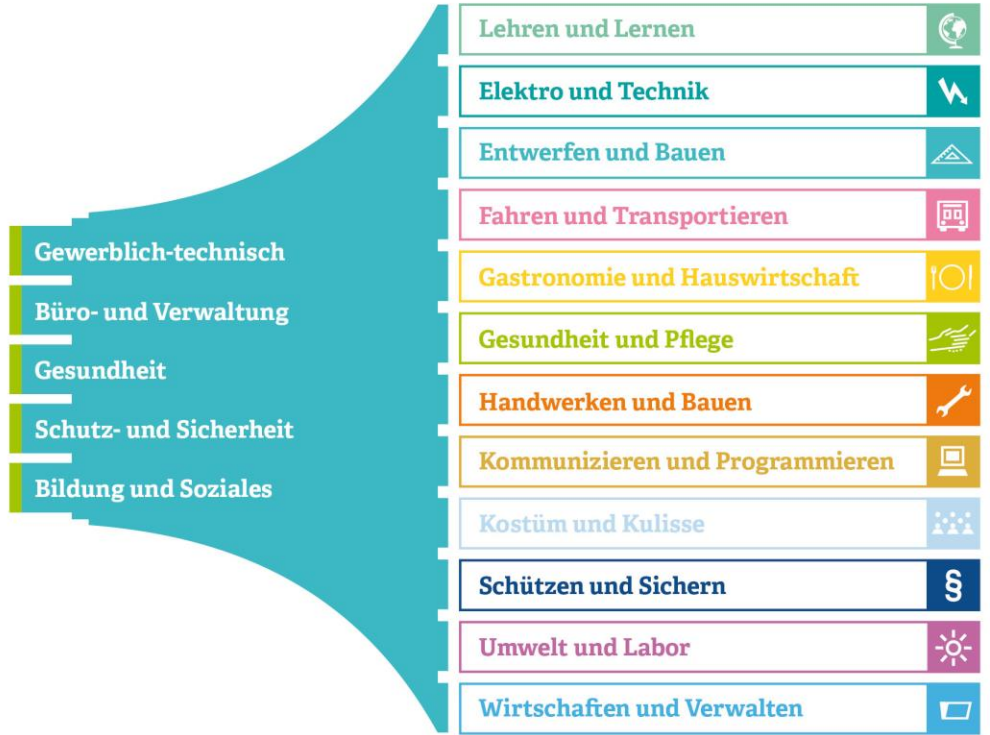 Gewerblich-technisch
Büro- und Verwaltung
Gesundheit
Schutz- und Sicherheit
Bildung und Soziales
Lehren und Lernen
Elektro und Technik
Entwerfen und Bauen
Fahren und Transportieren
Gastronomie und Hauswirtschaft
Gesundheit und Pflege
Handwerken und Bauen
Kommunizieren und Programmieren
Kostüm und Kulisse
Schützen und Sichern
§
Umwelt und Labor
Wirtschaften und Verwalten